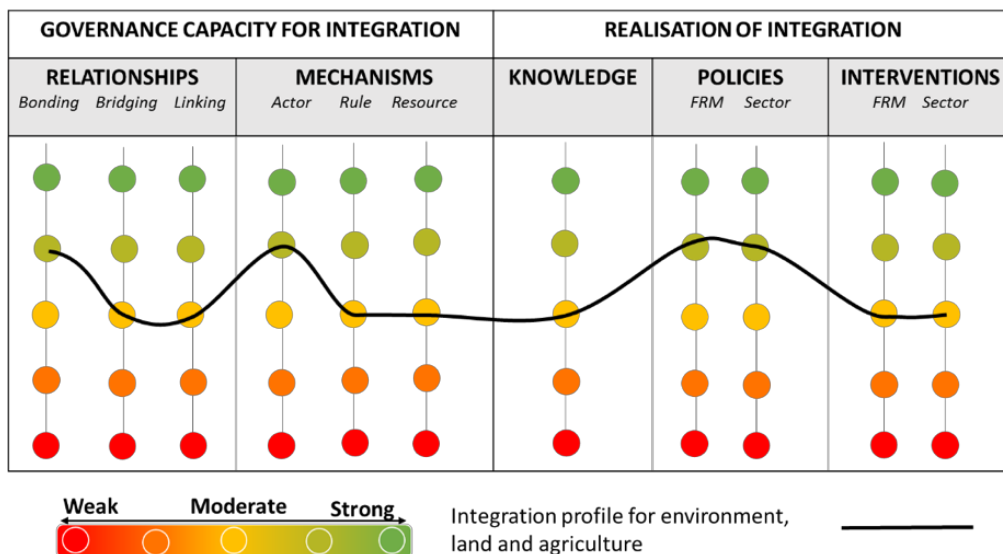 GOVERNANCE CAPACITY FOR INTEGRATION
REALISATION OF INTEGRATION
RELATIONSHIPS
Bonding Bridging Linking
MECHANISMS
Actor Rule Resource
KNOWLEDGE
POLICIES
FRM Sector
INTERVENTIONS
FRM Sector
Weak Moderate Strong
Integration profile for environment,
land and agriculture